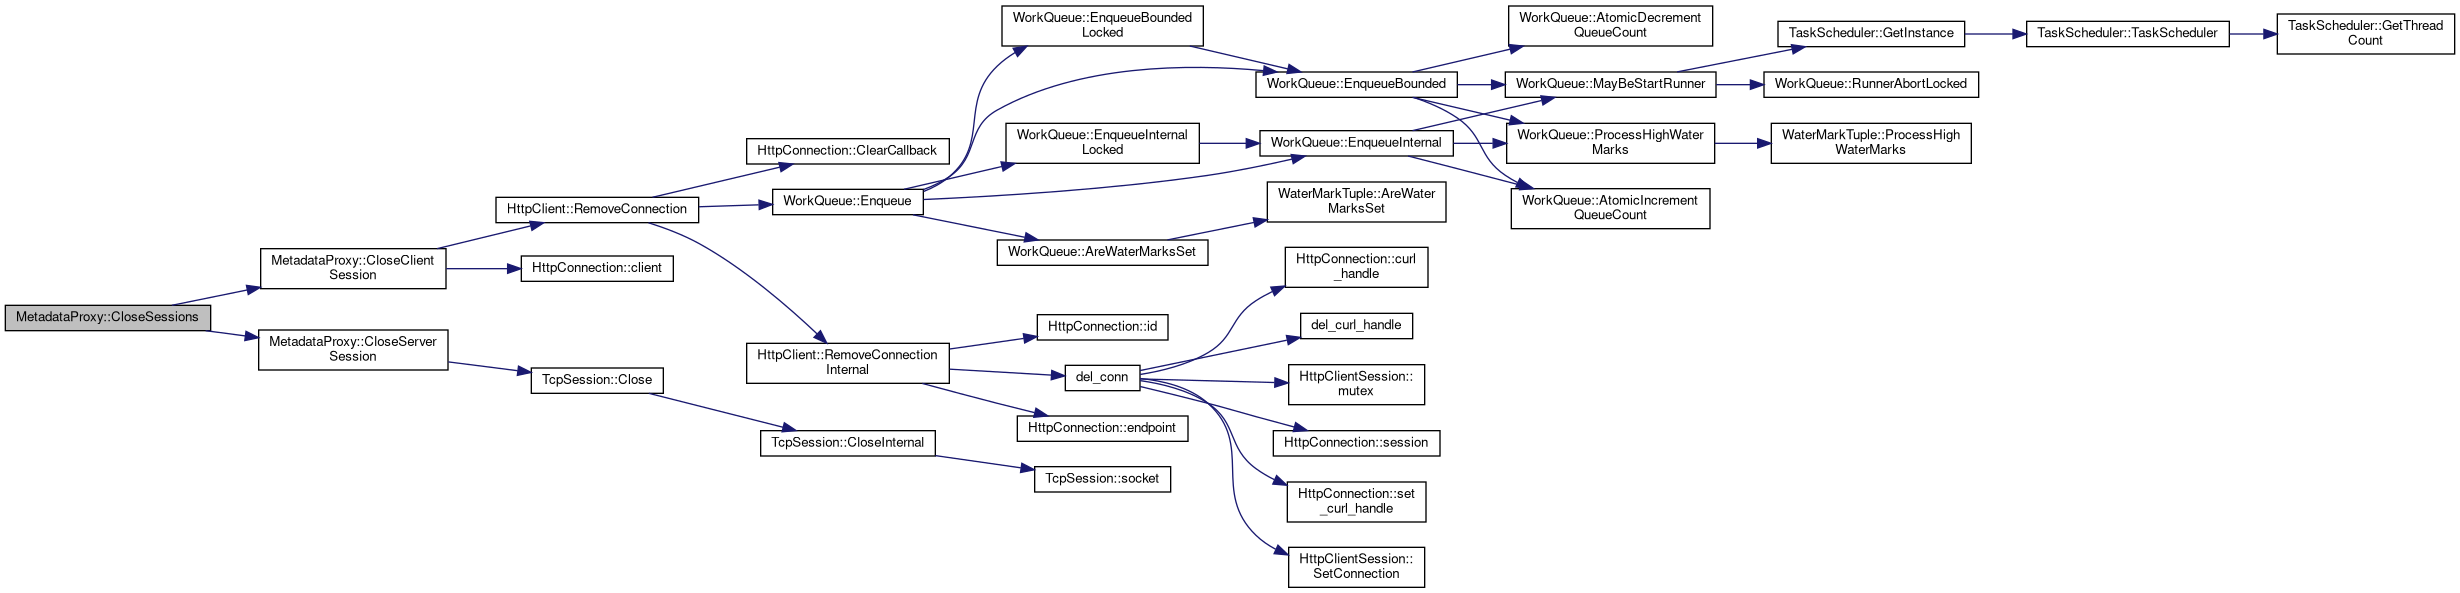 MetadataProxy::CloseSessions
MetadataProxy::CloseClient
Session
MetadataProxy::CloseServer
Session
HttpClient::RemoveConnection
HttpConnection::client
TcpSession::Close
HttpConnection::ClearCallback
WorkQueue::Enqueue
HttpClient::RemoveConnection
Internal
TcpSession::CloseInternal
WorkQueue::EnqueueBounded
Locked
WorkQueue::EnqueueInternal
Locked
WorkQueue::AreWaterMarksSet
HttpConnection::id
del_conn
HttpConnection::endpoint
TcpSession::socket
WorkQueue::EnqueueBounded
WorkQueue::EnqueueInternal
WaterMarkTuple::AreWater
MarksSet
HttpConnection::curl
_handle
del_curl_handle
HttpClientSession::
mutex
HttpConnection::session
HttpConnection::set
_curl_handle
HttpClientSession::
SetConnection
WorkQueue::AtomicDecrement
QueueCount
WorkQueue::MayBeStartRunner
WorkQueue::ProcessHighWater
Marks
WorkQueue::AtomicIncrement
QueueCount
TaskScheduler::GetInstance
WorkQueue::RunnerAbortLocked
WaterMarkTuple::ProcessHigh
WaterMarks
TaskScheduler::TaskScheduler
TaskScheduler::GetThread
Count